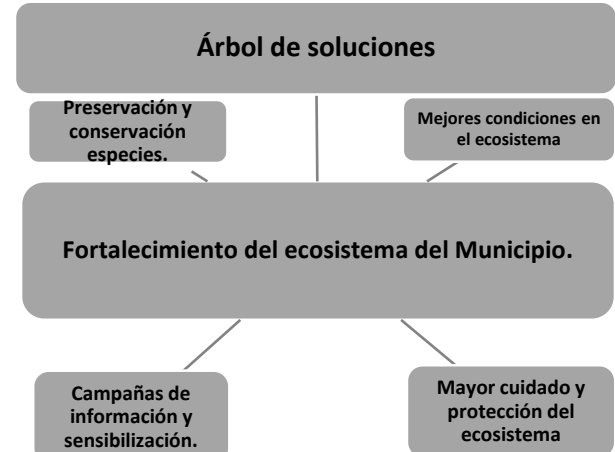 Árbol de soluciones
Preservación y
conservación
especies.
Mejores condiciones en
el ecosistema
Fortalecimiento del ecosistema del Municipio.
Campañas de
información y
sensibilización.
Mayor cuidado y
protección del
ecosistema